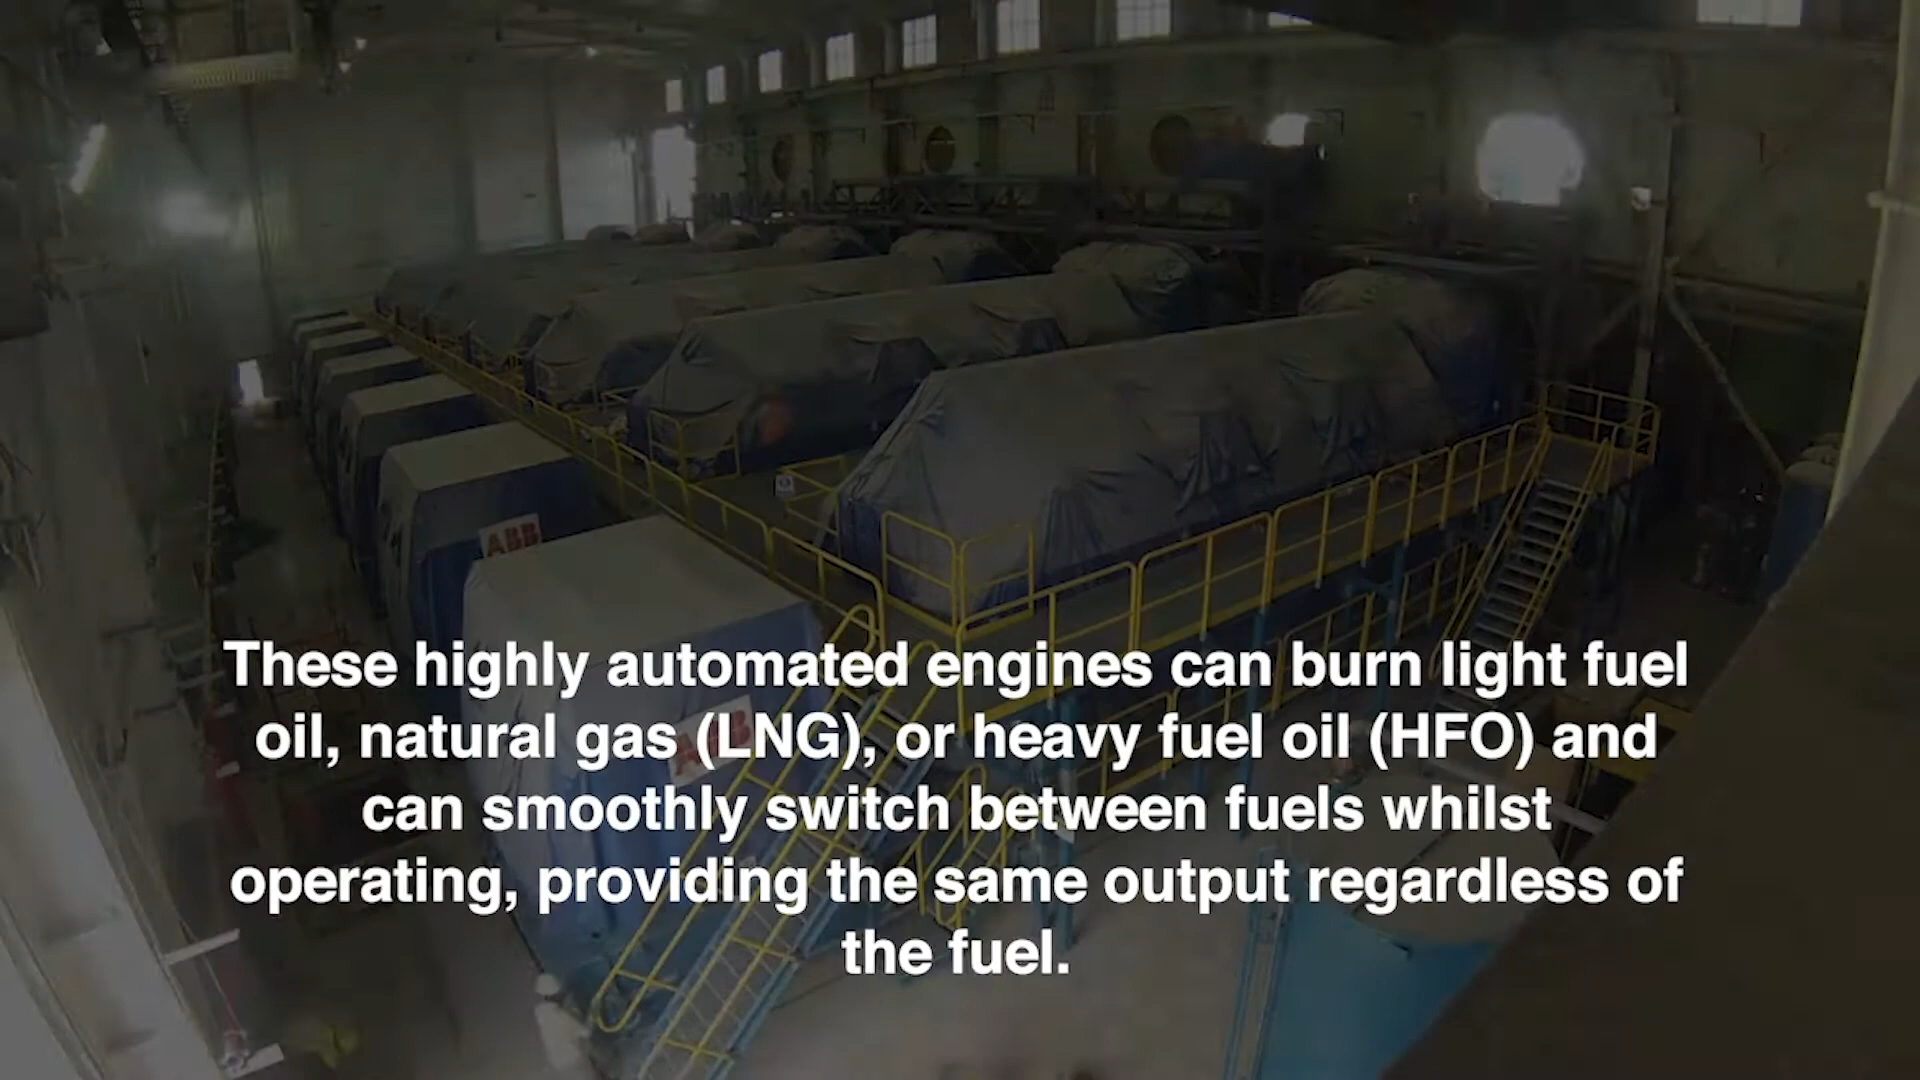 ABB
These highly automated engines can burn light fuel
oil, natural gas (LNG), or heavy fuel oil (HFO) and
ABB
can smoothly switch between fuels whilst
operating, providing the same output regardless of
the fuel.